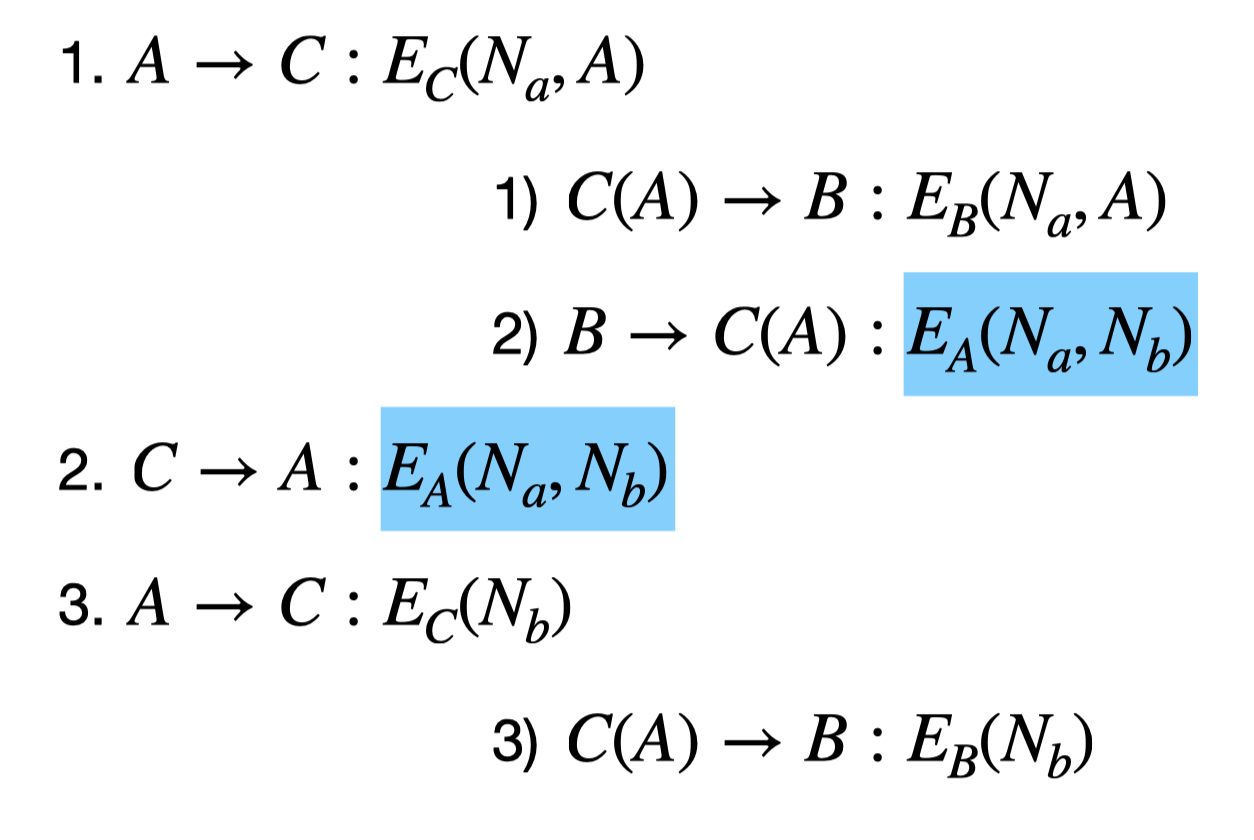 1. A → C : E_C(N_a, A)
1) C(A) → B : E_B(N_a, A)
2) B → C(A) : E_A(N_a, N_b)
2. C → A : E_A(N_a, N_b)
3. A → C : E_C(N_b)
3) C(A) → B : E_B(N_b)